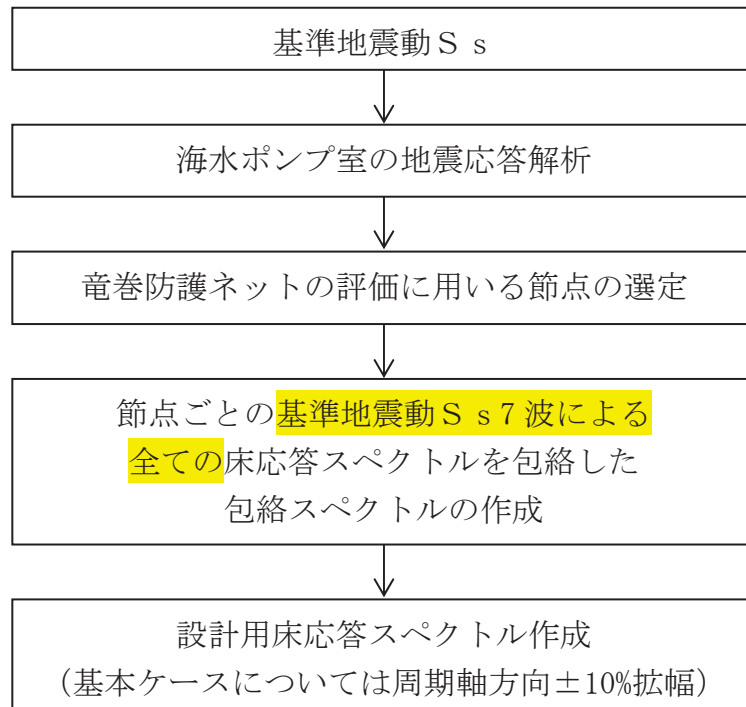 基準地震動Ｓｓ
海水ポンプ室の地震応答解析
竜巻防護ネットの評価に用いる節点の選定
節点ごとの基準地震動Ｓｓ７波による
全ての床応答スペクトルを包絡した
包絡スペクトルの作成
設計用床応答スペクトル作成
（基本ケースについては周期軸方向±10%拡幅）